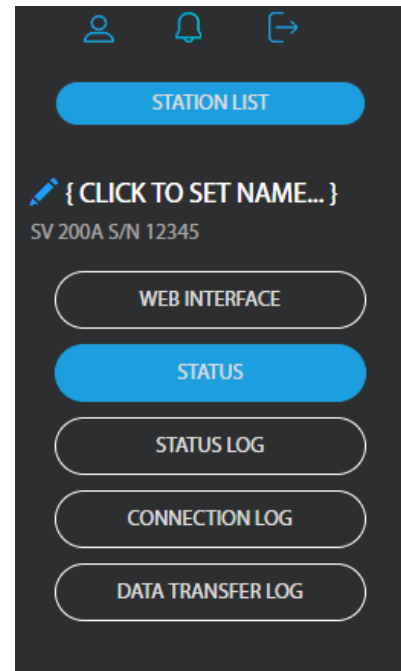 STATION LIST
{ CLICK TO SET NAME... }
SV 200A S/N 12345
WEB INTERFACE
STATUS
STATUS LOG
CONNECTION LOG
DATA TRANSFER LOG